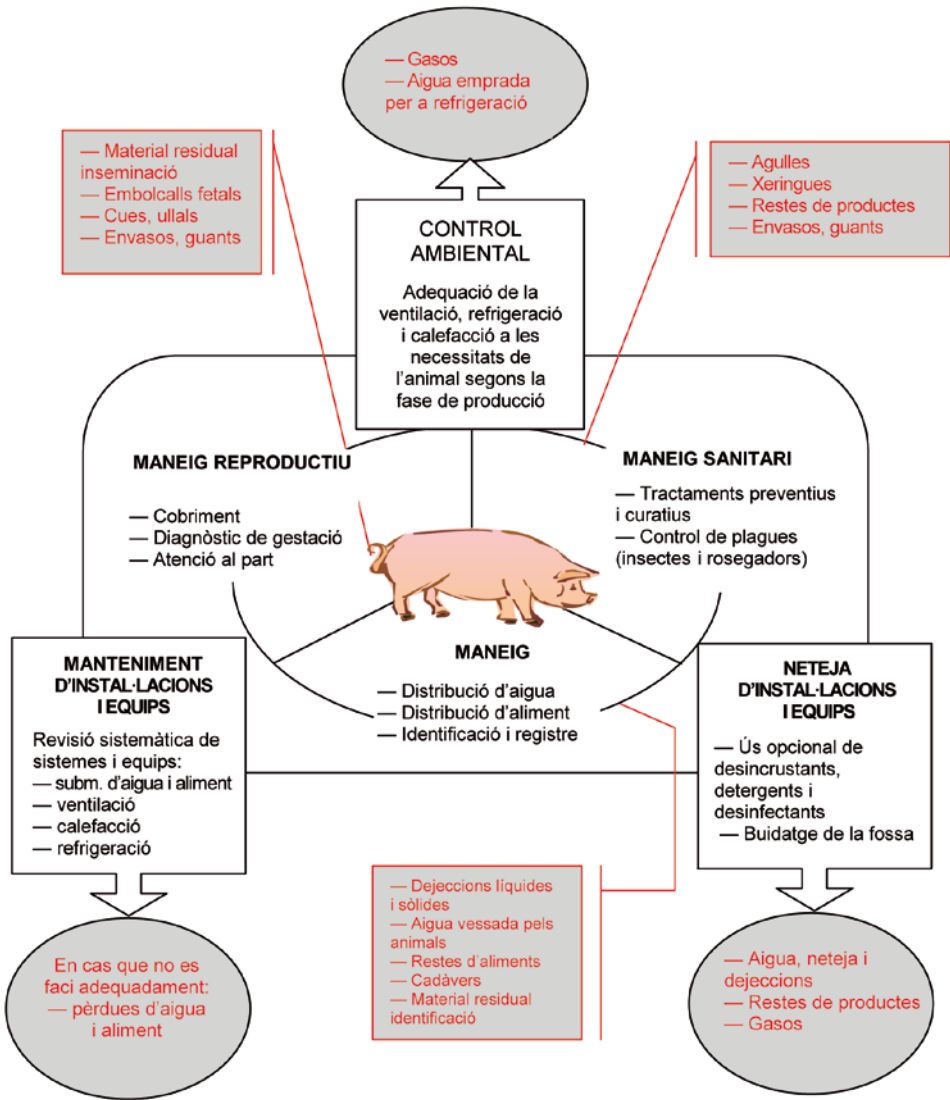 — Gasos
— Aigua emprada
per a refrigeració
— Material residual
inseminació
— Embolcalls fetals
— Cues, ullals
— Envasos, guants
— Agulles
— Xeringues
— Restes de productes
— Envasos, guants
CONTROL
AMBIENTAL
Adequació de la
ventilació, refrigeració
i calefacció a les
necessitats de
l’animal segons la
fase de producció
MANEIG REPRODUCTIU
— Cobriment
— Diagnòstic de gestació
— Atenció al part
MANEIG SANITARI
— Tractaments preventius
i curatius
— Control de plagues
(insectes i rosegadors)
MANEIG
— Distribució d’aigua
— Distribució d’aliment
— Identificació i registre
MANTENIMENT
D’INSTAL·LACIONS
I EQUIPS
Revisió sistemàtica de
sistemes i equips:
— subm. d’aigua i aliment
— ventilació
— calefacció
— refrigeració
NETEJA
D’INSTAL·LACIONS
I EQUIPS
— Ús opcional de
desincrustants,
detergents i
desinfectants
— Buidatge de la fossa
En cas que no es
faci adequadament:
— pèrdues d’aigua
i aliment
— Dejeccions líquides
i sòlides
— Aigua vessada pels
animals
— Restes d’aliments
— Cadàvers
— Material residual
identificació
— Aigua, neteja i
dejeccions
— Restes de productes
— Gasos